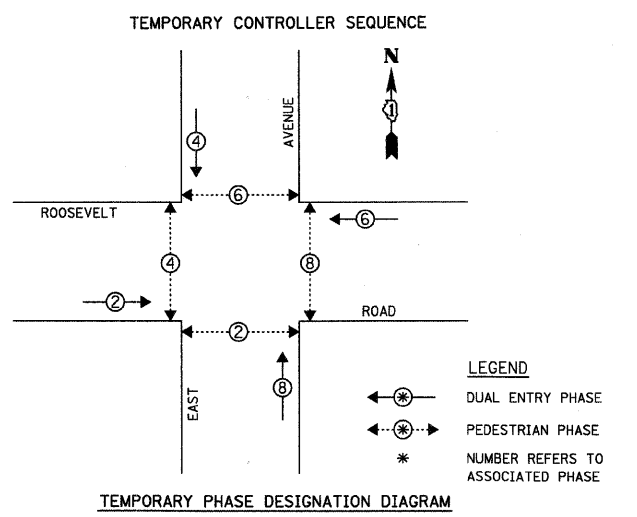 TEMPORARY CONTROLLER SEQUENCE
N
1
4
AVENUE
6
ROOSEVELT
6
4
8
2
ROAD
2
8
EAST
LEGEND
* DUAL ENTRY PHASE
* PEDESTRIAN PHASE
* NUMBER REFERS TO
ASSOCIATED PHASE
TEMPORARY PHASE DESIGNATION DIAGRAM